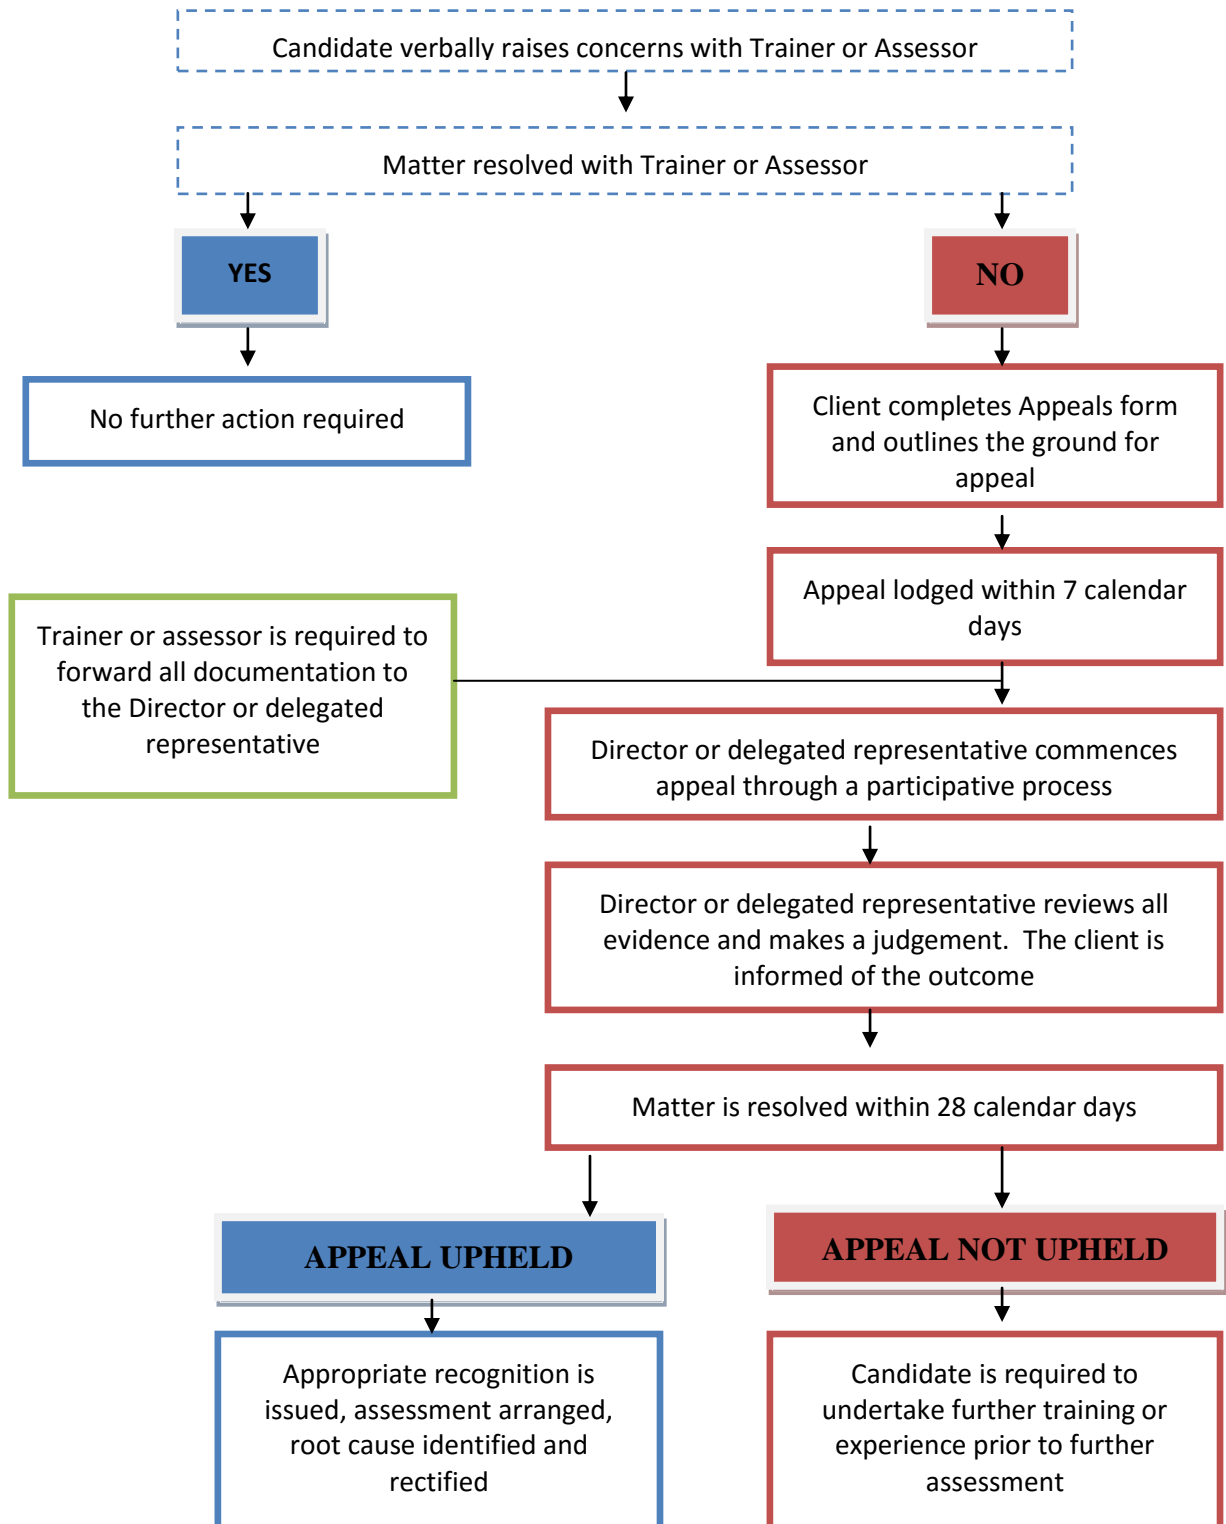 Candidate verbally raises concerns with Trainer or Assessor
Matter resolved with Trainer or Assessor
YES
NO
No further action required
Client completes Appeals form
and outlines the ground for
appeal
Appeal lodged within 7 calendar
days
Trainer or assessor is required to
forward all documentation to
the Director or delegated
representative
Director or delegated representative commences
appeal through a participative process
Director or delegated representative reviews all
evidence and makes a judgement.  The client is
informed of the outcome
Matter is resolved within 28 calendar days
APPEAL UPHELD
APPEAL NOT UPHELD
Appropriate recognition is
issued, assessment arranged,
root cause identified and
rectified
Candidate is required to
undertake further training or
experience prior to further
assessment